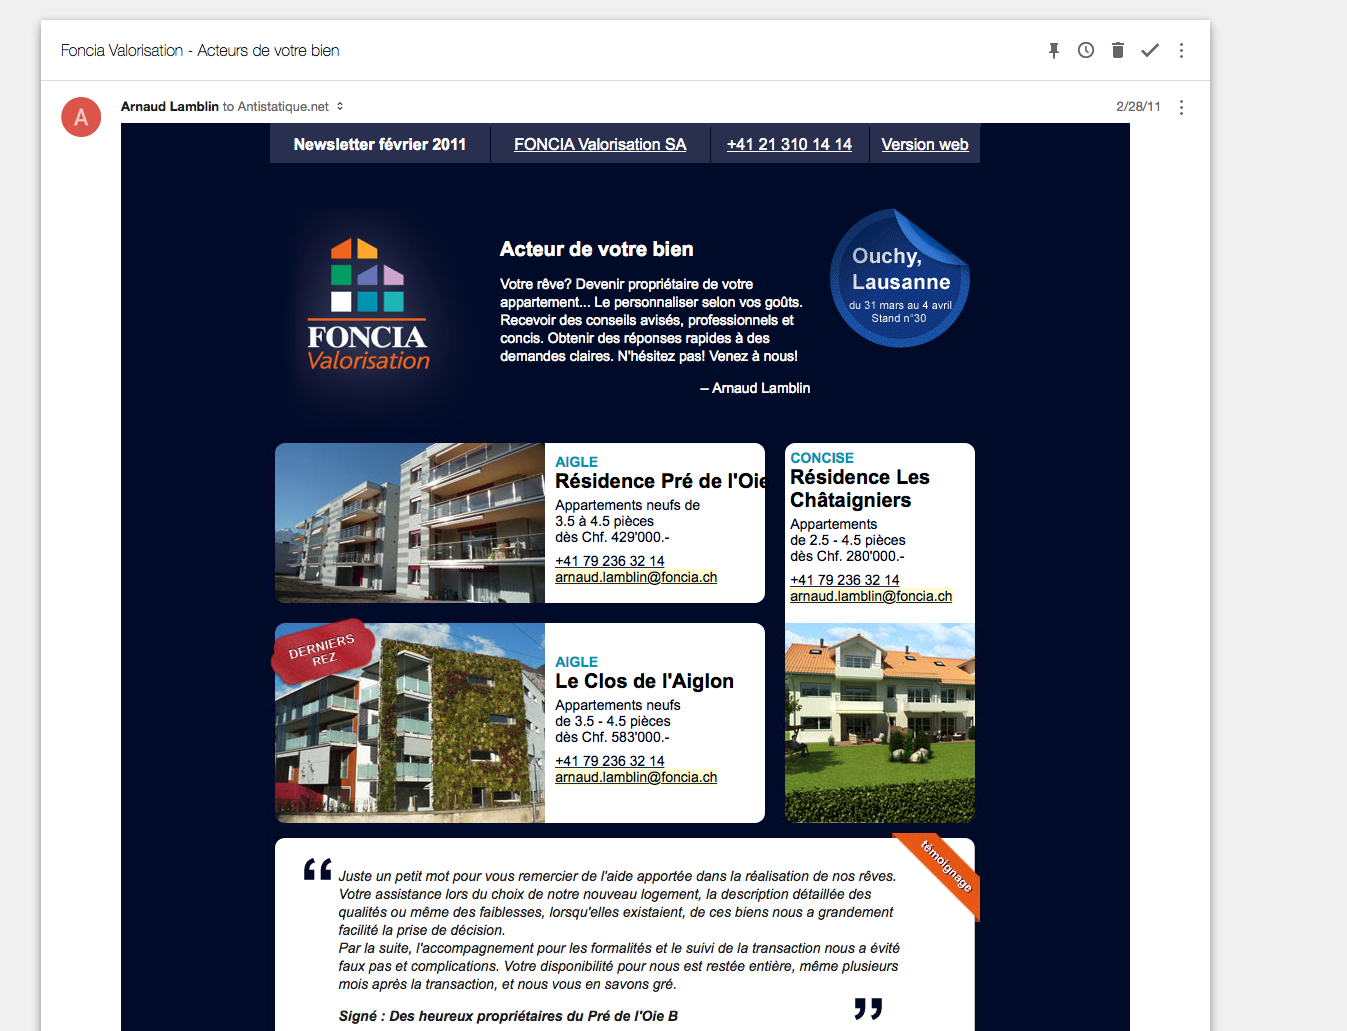 Foncia Valorisation - Acteurs de votre bien
A
Arnaud Lamblin to Antistatique.net
2/28/11
Newsletter février 2011
FONCIA Valorisation SA
+41 21 310 14 14
Version web
FONCIA
Valorisation
Acteur de votre bien
Votre rêve? Devenir propriétaire de votre
appartement... Le personnaliser selon vos goûts.
Recevoir des conseils avisés, professionnels et
concis. Obtenir des réponses rapides à des
demandes claires. N'hésitez pas! Venez à nous!
– Arnaud Lamblin
Ouchy,
Lausanne
du 31 mars au 4 avril
Stand n°30
AIGLE
Résidence Pré de l'Oie
Appartements neufs de
3.5 à 4.5 pièces
dès Chf. 429'000.-
+41 79 236 32 14
arnaud.lamblin@foncia.ch
CONCISE
Résidence Les
Châtaigniers
Appartements
de 2.5 - 4.5 pièces
dès Chf. 280'000.-
+41 79 236 32 14
arnaud.lamblin@foncia.ch
DERNIERS
REZ
AIGLE
Le Clos de l'Aiglon
Appartements neufs
de 3.5 - 4.5 pièces
dès Chf. 583'000.-
+41 79 236 32 14
arnaud.lamblin@foncia.ch
témoignage
“ Juste un petit mot pour vous remercier de l'aide apportée dans la réalisation de nos rêves.
Votre assistance lors du choix de notre nouveau logement, la description détaillée des
qualités ou même des faiblesses, lorsqu'elles existaient, de ces biens nous a grandement
facilité la prise de décision.
Par la suite, l'accompagnement pour les formalités et le suivi de la transaction nous a évité
faux pas et complications. Votre disponibilité pour nous est restée entière, même plusieurs
mois après la transaction, et nous vous en savons gré.
”
Signé : Des heureux propriétaires du Pré de l'Oie B